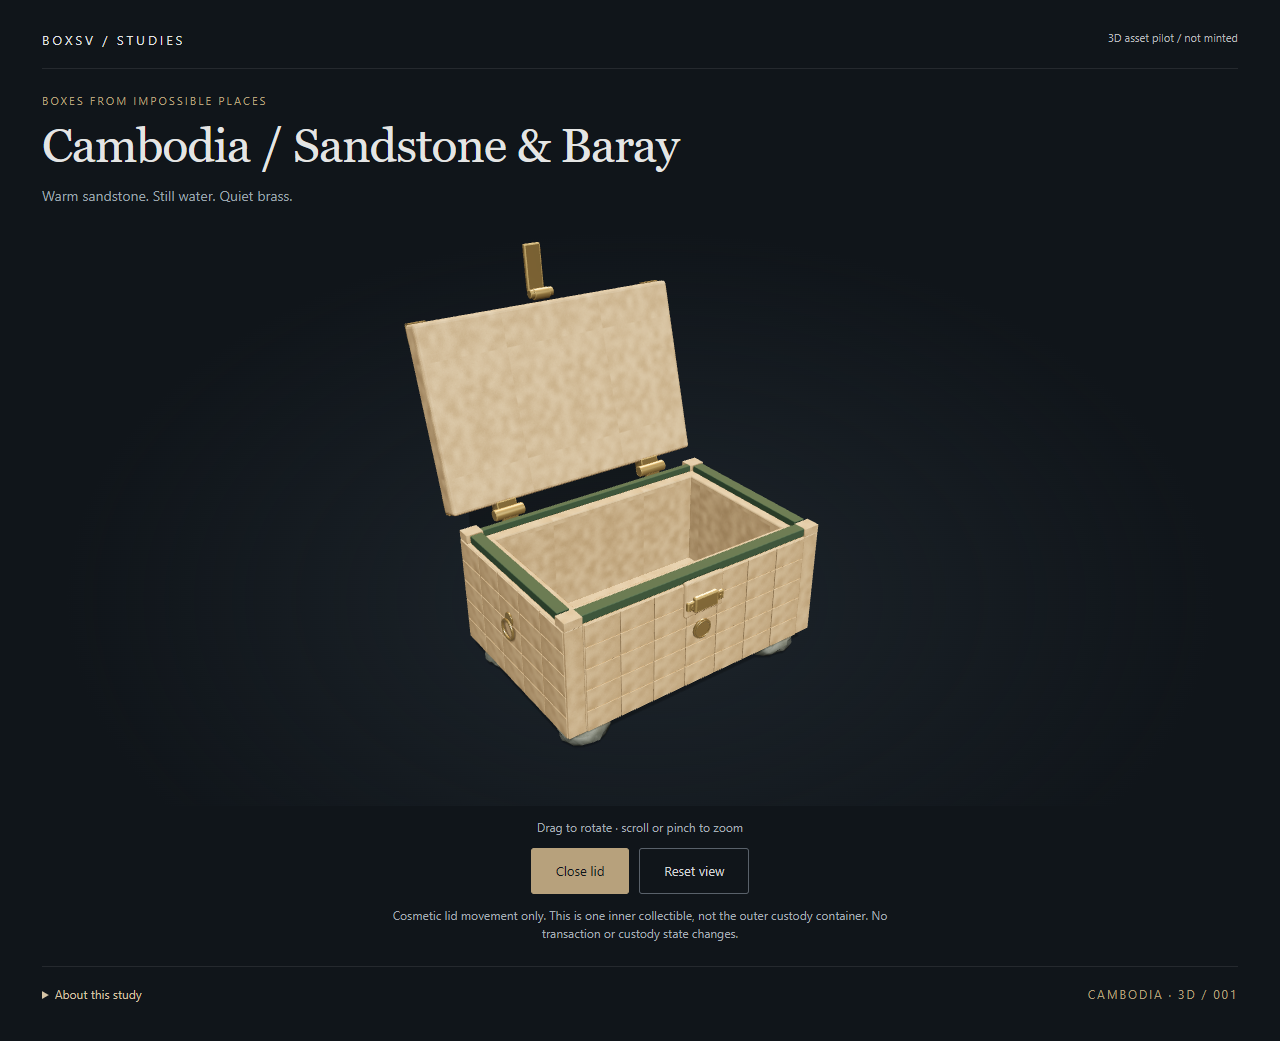 BOXSV / STUDIES
3D asset pilot / not minted
BOXES FROM IMPOSSIBLE PLACES
Cambodia / Sandstone & Baray
Warm sandstone. Still water. Quiet brass.
Drag to rotate · scroll or pinch to zoom
Close lid
Reset view
Cosmetic lid movement only. This is one inner collectible, not the outer custody container. No
transaction or custody state changes.
About this study
CAMBODIA · 3D / 001